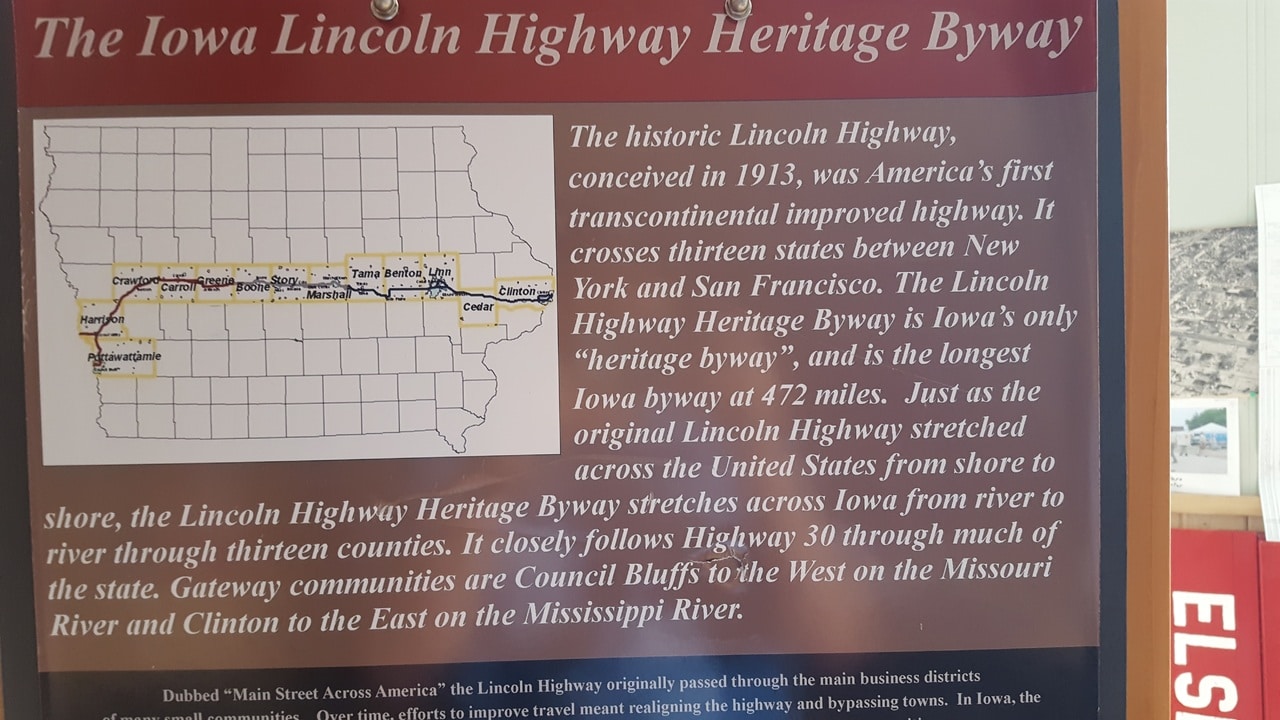 The Iowa Lincoln Highway Heritage Byway
The historic Lincoln Highway,
conceived in 1913, was America's first
transcontinental improved highway. It
crosses thirteen states between New
York and San Francisco. The Lincoln
Highway Heritage Byway is Iowa's only
"heritage byway", and is the longest
Iowa byway at 472 miles. Just as the
original Lincoln Highway stretched
across the United States from shore to
shore, the Lincoln Highway Heritage Byway stretches across Iowa from river to
river through thirteen counties. It closely follows Highway 30 through much of
the state. Gateway communities are Council Bluffs to the West on the Missouri
River and Clinton to the East on the Mississippi River.
Crawford Carroll Greene Boone Story Marshall Tama Benton Linn Cedar Clinton
Harrison
Pottawattamie
Dubbed "Main Street Across America" the Lincoln Highway originally passed through the main business districts
of many small communities. Over time, efforts to improve travel meant realigning the highway and bypassing towns. In Iowa, the
ELS